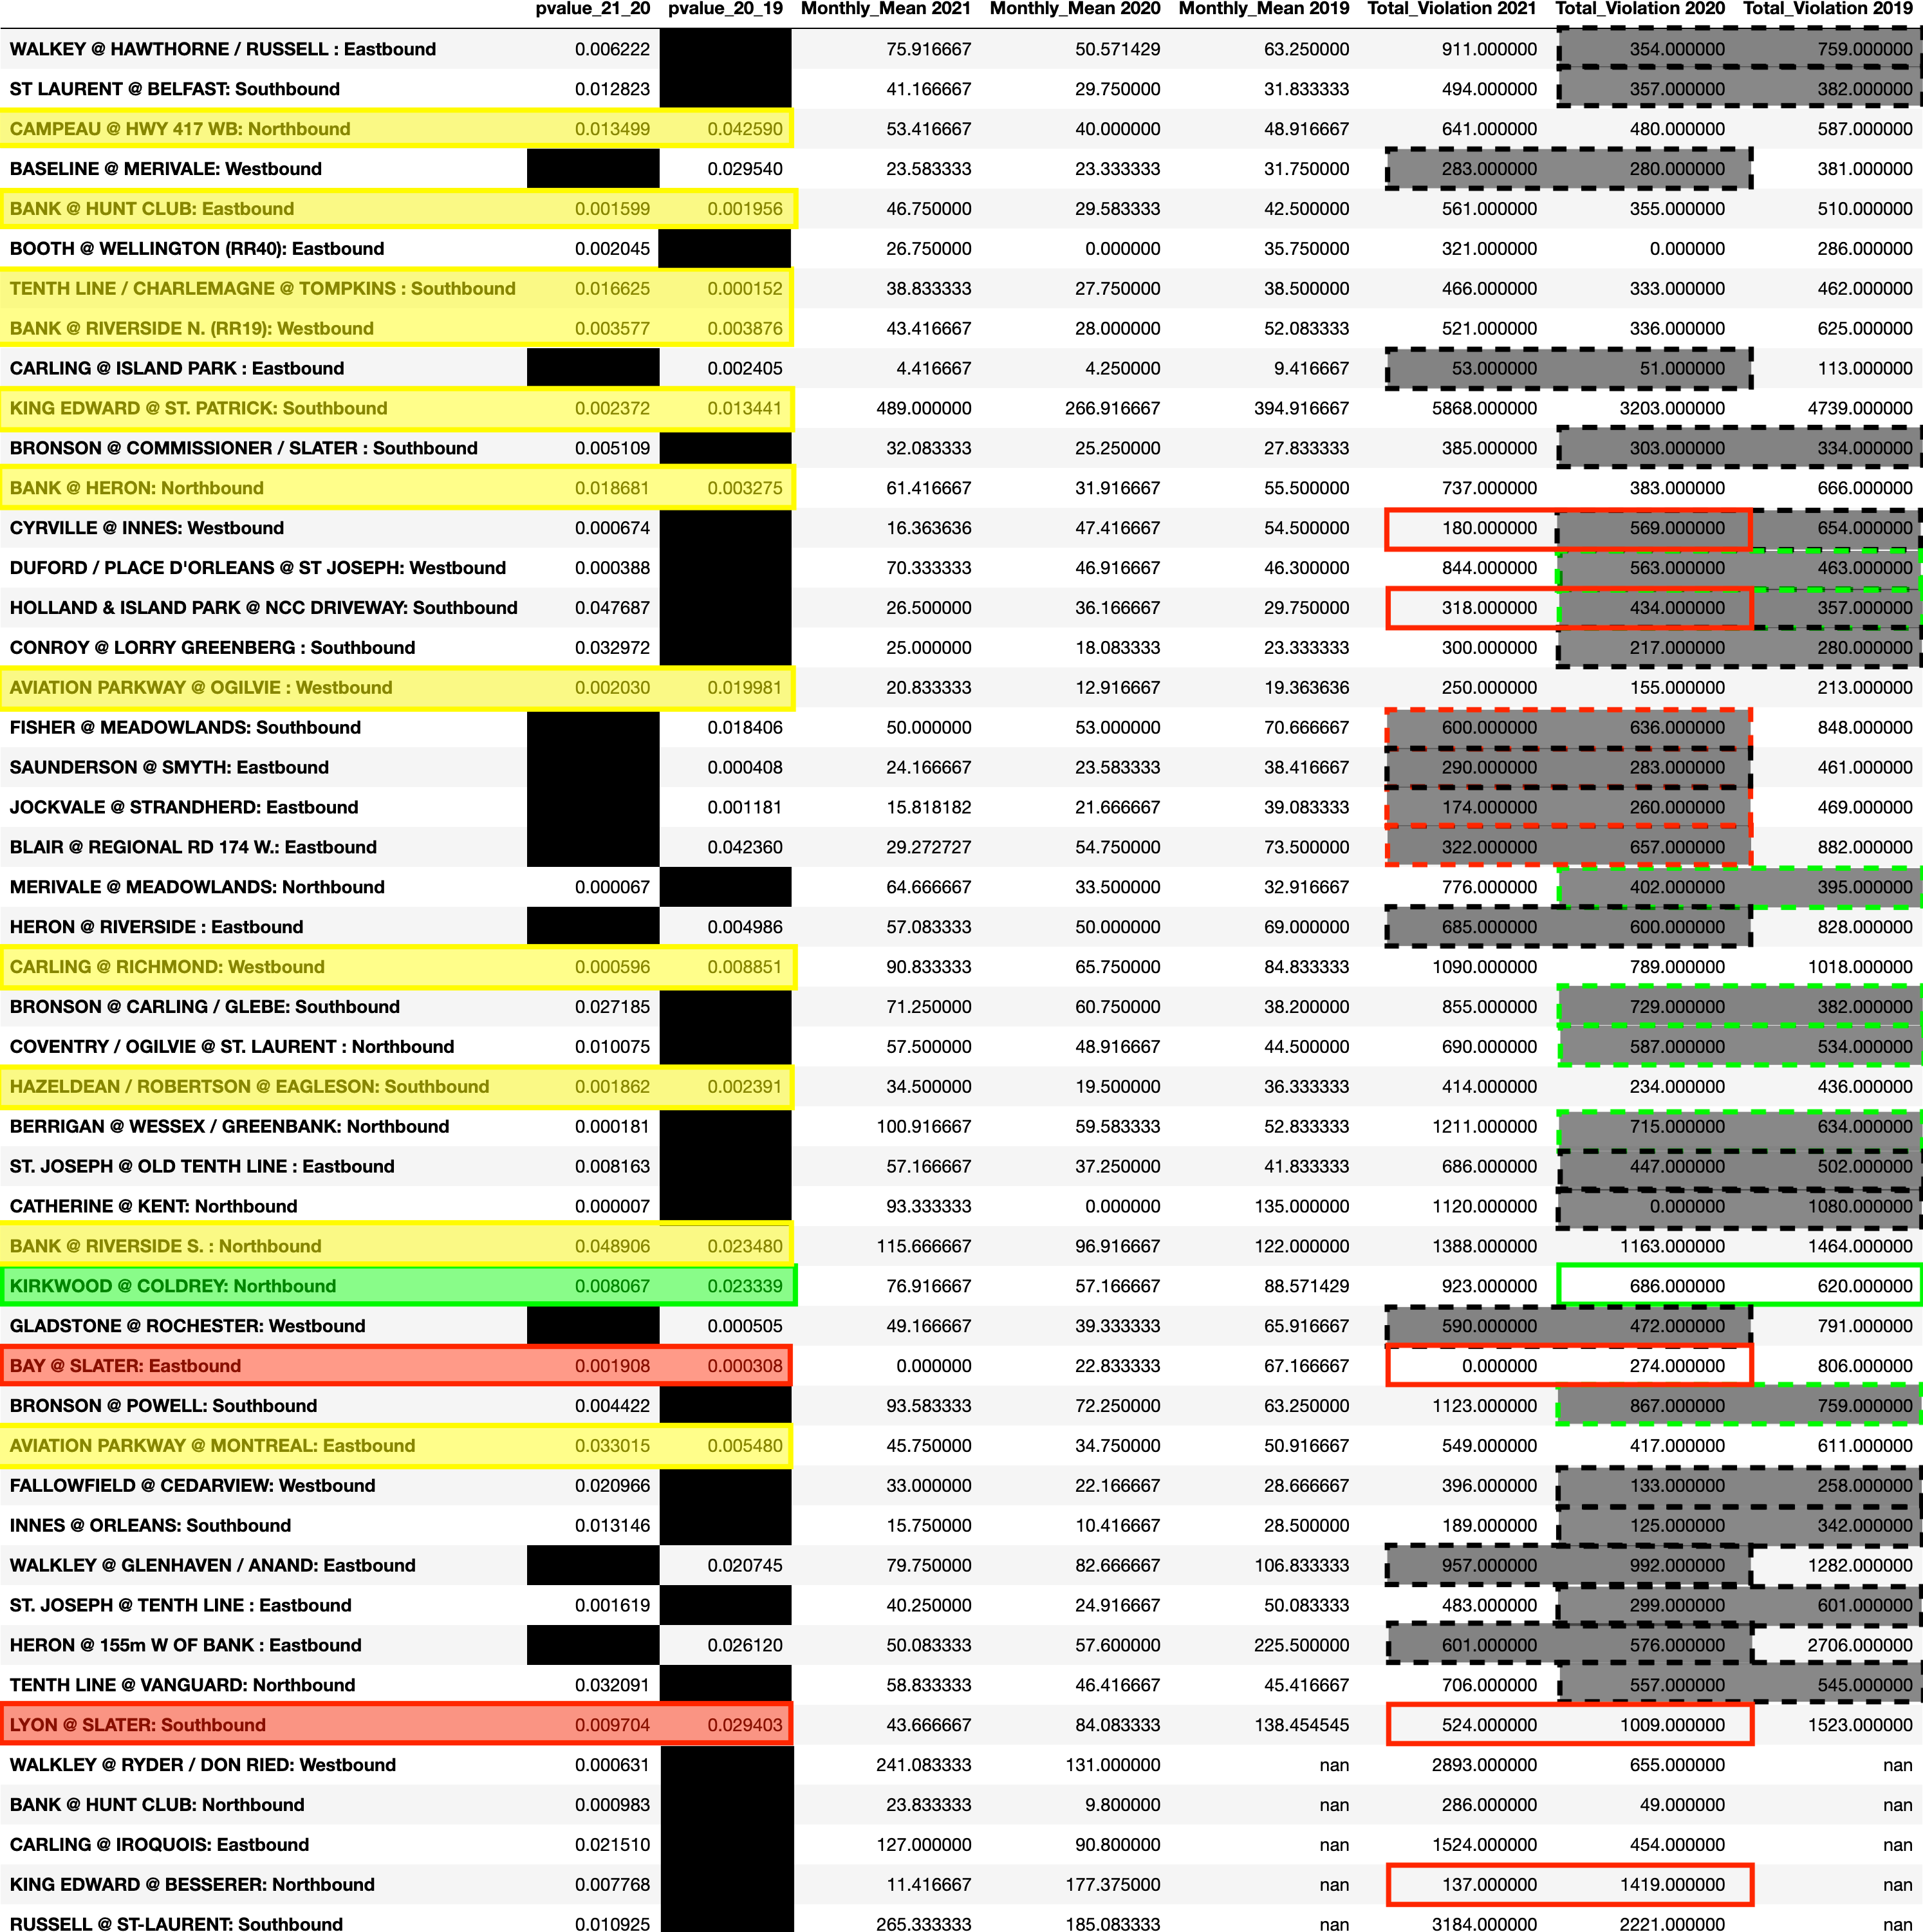 pvalue_21_20 pvalue_20_19 Monthly_Mean 2021 Monthly_Mean 2020 Monthly_Mean 2019 Total_Violation 2021 Total_Violation 2020 Total_Violation 2019
WALKEY @ HAWTHORNE / RUSSELL : Eastbound 0.006222 75.916667 50.571429 63.250000 911.000000 354.000000 759.000000
ST LAURENT @ BELFAST: Southbound 0.012823 41.166667 29.750000 31.833333 494.000000 357.000000 382.000000
CAMPEAU @ HWY 417 WB: Northbound 0.013499 0.042590 53.416667 40.000000 48.916667 641.000000 480.000000 587.000000
BASELINE @ MERIVALE: Westbound 0.029540 23.583333 23.333333 31.750000 283.000000 280.000000 381.000000
BANK @ HUNT CLUB: Eastbound 0.001599 0.001956 46.750000 29.583333 42.500000 561.000000 355.000000 510.000000
BOOTH @ WELLINGTON (RR40): Eastbound 0.002045 26.750000 0.000000 35.750000 321.000000 0.000000 286.000000
TENTH LINE / CHARLEMAGNE @ TOMPKINS : Southbound 0.016625 0.000152 38.833333 27.750000 38.500000 466.000000 333.000000 462.000000
BANK @ RIVERSIDE N. (RR19): Westbound 0.003577 0.003876 43.416667 28.000000 52.083333 521.000000 336.000000 625.000000
CARLING @ ISLAND PARK : Eastbound 0.002405 4.416667 4.250000 9.416667 53.000000 51.000000 113.000000
KING EDWARD @ ST. PATRICK: Southbound 0.002372 0.013441 489.000000 266.916667 394.916667 5868.000000 3203.000000 4739.000000
BRONSON @ COMMISSIONER / SLATER : Southbound 0.005109 32.083333 25.250000 27.833333 385.000000 303.000000 334.000000
BANK @ HERON: Northbound 0.018681 0.003275 61.416667 31.916667 55.500000 737.000000 383.000000 666.000000
CYRVILLE @ INNES: Westbound 0.000674 16.363636 47.416667 54.500000 180.000000 569.000000 654.000000
DUFORD / PLACE D'ORLEANS @ ST JOSEPH: Westbound 0.000388 70.333333 46.916667 46.300000 844.000000 563.000000 463.000000
HOLLAND & ISLAND PARK @ NCC DRIVEWAY: Southbound 0.047687 26.500000 36.166667 29.750000 318.000000 434.000000 357.000000
CONROY @ LORRY GREENBERG : Southbound 0.032972 25.000000 18.083333 23.333333 300.000000 217.000000 280.000000
AVIATION PARKWAY @ OGILVIE : Westbound 0.002030 0.019981 20.833333 12.916667 19.363636 250.000000 155.000000 213.000000
FISHER @ MEADOWLANDS: Southbound 0.018406 50.000000 53.000000 70.666667 600.000000 636.000000 848.000000
SAUNDERSON @ SMYTH: Eastbound 0.000408 24.166667 23.583333 38.416667 290.000000 283.000000 461.000000
JOCKVALE @ STRANDHERD: Eastbound 0.001181 15.818182 21.666667 39.083333 174.000000 260.000000 469.000000
BLAIR @ REGIONAL RD 174 W.: Eastbound 0.042360 29.272727 54.750000 73.500000 322.000000 657.000000 882.000000
MERIVALE @ MEADOWLANDS: Northbound 0.000067 64.666667 33.500000 32.916667 776.000000 402.000000 395.000000
HERON @ RIVERSIDE : Eastbound 0.004986 57.083333 50.000000 69.000000 685.000000 600.000000 828.000000
CARLING @ RICHMOND: Westbound 0.000596 0.008851 90.833333 65.750000 84.833333 1090.000000 789.000000 1018.000000
BRONSON @ CARLING / GLEBE: Southbound 0.027185 71.250000 60.750000 38.200000 855.000000 729.000000 382.000000
COVENTRY / OGILVIE @ ST. LAURENT : Northbound 0.010075 57.500000 48.916667 44.500000 690.000000 587.000000 534.000000
HAZELDEAN / ROBERTSON @ EAGLESON: Southbound 0.001862 0.002391 34.500000 19.500000 36.333333 414.000000 234.000000 436.000000
BERRIGAN @ WESSEX / GREENBANK: Northbound 0.000181 100.916667 59.583333 52.833333 1211.000000 715.000000 634.000000
ST. JOSEPH @ OLD TENTH LINE : Eastbound 0.008163 57.166667 37.250000 41.833333 686.000000 447.000000 502.000000
CATHERINE @ KENT: Northbound 0.000007 93.333333 0.000000 135.000000 1120.000000 0.000000 1080.000000
BANK @ RIVERSIDE S. : Northbound 0.048906 0.023480 115.666667 96.916667 122.000000 1388.000000 1163.000000 1464.000000
KIRKWOOD @ COLDREY: Northbound 0.008067 0.023339 76.916667 57.166667 88.571429 923.000000 686.000000 620.000000
GLADSTONE @ ROCHESTER: Westbound 0.000505 49.166667 39.333333 65.916667 590.000000 472.000000 791.000000
BAY @ SLATER: Eastbound 0.001908 0.000308 0.000000 22.833333 67.166667 0.000000 274.000000 806.000000
BRONSON @ POWELL: Southbound 0.004422 93.583333 72.250000 63.250000 1123.000000 867.000000 759.000000
AVIATION PARKWAY @ MONTREAL: Eastbound 0.033015 0.005480 45.750000 34.750000 50.916667 549.000000 417.000000 611.000000
FALLOWFIELD @ CEDARVIEW: Westbound 0.020966 33.000000 22.166667 28.666667 396.000000 133.000000 258.000000
INNES @ ORLEANS: Southbound 0.013146 15.750000 10.416667 28.500000 189.000000 125.000000 342.000000
WALKLEY @ GLENHAVEN / ANAND: Eastbound 0.020745 79.750000 82.666667 106.833333 957.000000 992.000000 1282.000000
ST. JOSEPH @ TENTH LINE : Eastbound 0.001619 40.250000 24.916667 50.083333 483.000000 299.000000 601.000000
HERON @ 155m W OF BANK : Eastbound 0.026120 50.083333 57.600000 225.500000 601.000000 576.000000 2706.000000
TENTH LINE @ VANGUARD: Northbound 0.032091 58.833333 46.416667 45.416667 706.000000 557.000000 545.000000
LYON @ SLATER: Southbound 0.009704 0.029403 43.666667 84.083333 138.454545 524.000000 1009.000000 1523.000000
WALKLEY @ RYDER / DON RIED: Westbound 0.000631 241.083333 131.000000 nan 2893.000000 655.000000 nan
BANK @ HUNT CLUB: Northbound 0.000983 23.833333 9.800000 nan 286.000000 49.000000 nan
CARLING @ IROQUOIS: Eastbound 0.021510 127.000000 90.800000 nan 1524.000000 454.000000 nan
KING EDWARD @ BESSERER: Northbound 0.007768 11.416667 177.375000 nan 137.000000 1419.000000 nan
RUSSELL @ ST-LAURENT: Southbound 0.010925 265.333333 185.083333 nan 3184.000000 2221.000000 nan